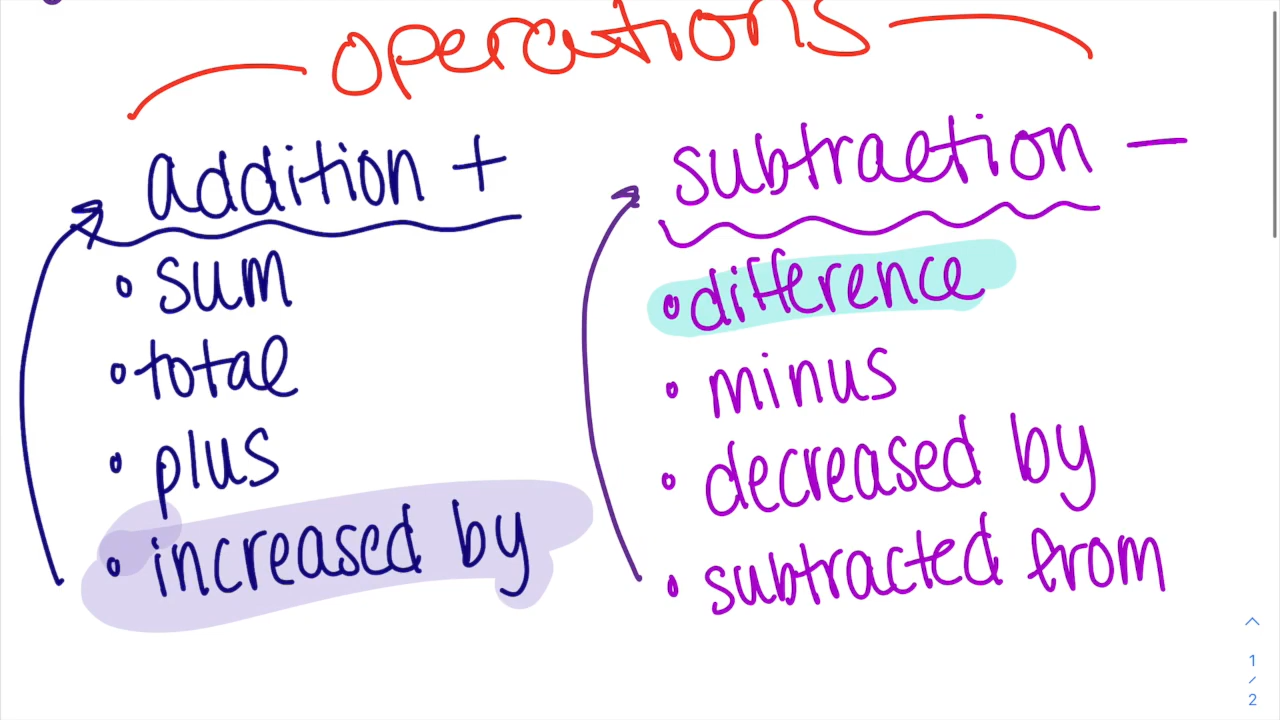 operations
addition +
• sum
• total
• plus
• increased by
subtraction —
• difference
• minus
• decreased by
• subtracted from
1
/
2